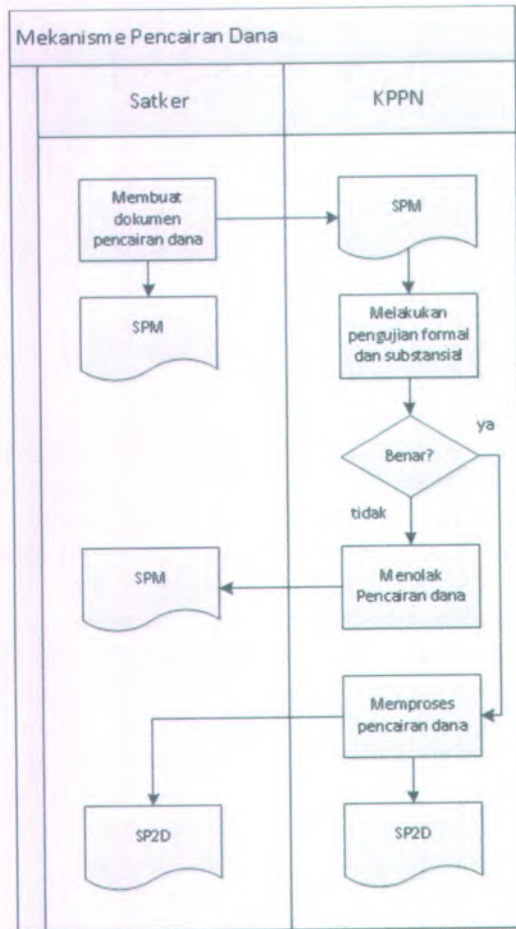 Mekanisme Pencairan Dana
Satker
KPPN
Membuat
dokumen
pencairan dana
SPM
SPM
Melakukan
pengujian formal
dan substansial
Benar?
ya
tidak
SPM
Menolak
Pencairan dana
Memproses
pencairan dana
SP2D
SP2D